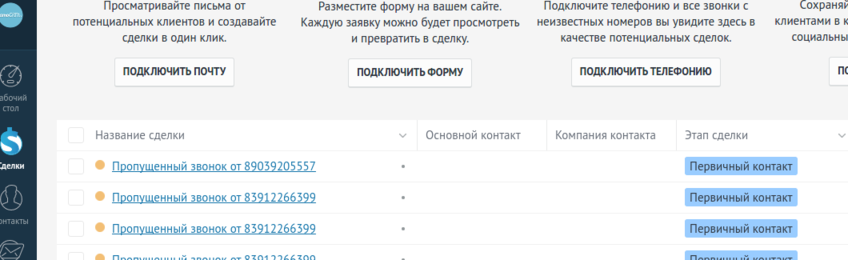 Просматривайте письма от
потенциальных клиентов и создавайте
сделки в один клик.
ПОДКЛЮЧИТЬ ПОЧТУ
Разместите форму на вашем сайте.
Каждую заявку можно будет просмотреть
и превратить в сделку.
ПОДКЛЮЧИТЬ ФОРМУ
Подключите телефонию и все звонки с
неизвестных номеров вы увидите здесь в
качестве потенциальных сделок.
ПОДКЛЮЧИТЬ ТЕЛЕФОНИЮ
Сохраняй
клиентами в к
социальны
ПО
абочий
стол
Сделки
онтакты
Название сделки Основной контакт Компания контакта Этап сделки
Пропущенный звонок от 89039205557 Первичный контакт
Пропущенный звонок от 83912266399 Первичный контакт
Пропущенный звонок от 83912266399 Первичный контакт
Пропущенный звонок от 83912266399 Первичный контакт